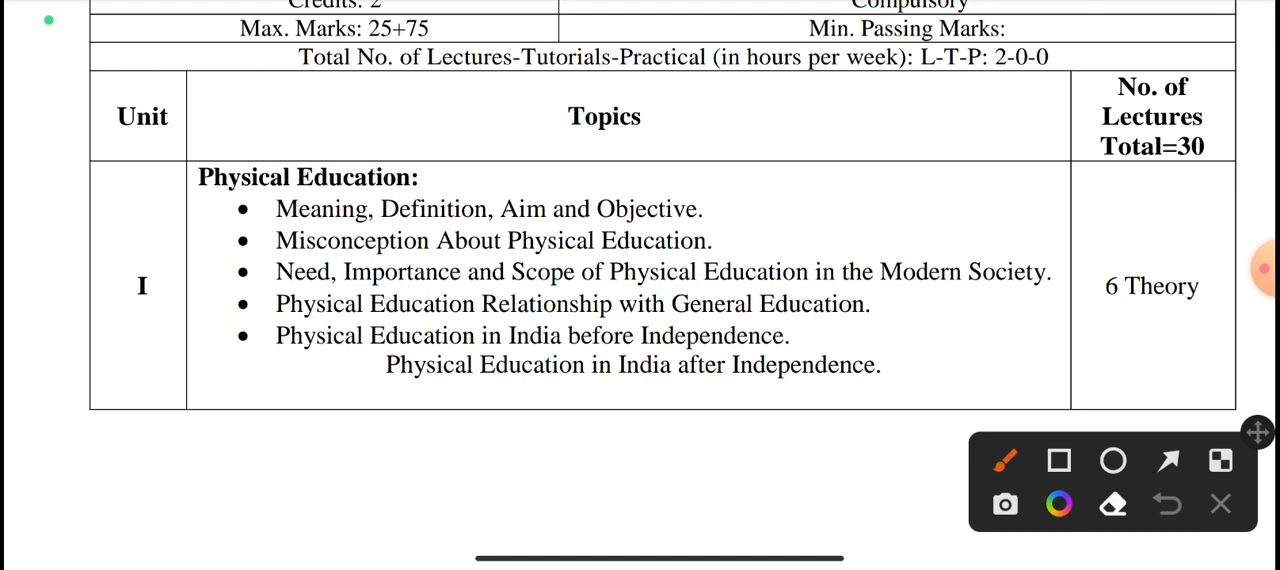 Credits: 2
Compulsory
Max. Marks: 25+75
Min. Passing Marks:
Total No. of Lectures-Tutorials-Practical (in hours per week): L-T-P: 2-0-0
Unit
Topics
No. of
Lectures
Total=30
I
Physical Education:
• Meaning, Definition, Aim and Objective.
• Misconception About Physical Education.
• Need, Importance and Scope of Physical Education in the Modern Society.
• Physical Education Relationship with General Education.
• Physical Education in India before Independence.
Physical Education in India after Independence.
6 Theory